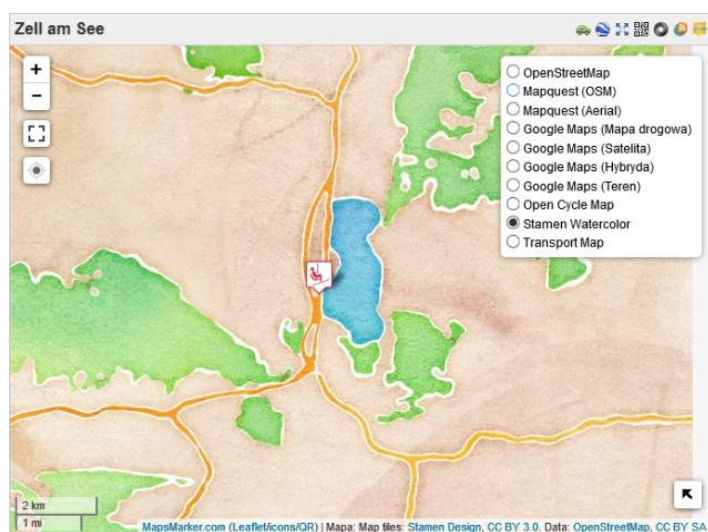 Zell am See
+
−
OpenStreetMap
Mapquest (OSM)
Mapquest (Aerial)
Google Maps (Mapa drogowa)
Google Maps (Satelita)
Google Maps (Hybryda)
Google Maps (Teren)
Open Cycle Map
Stamen Watercolor
Transport Map
2 km
1 mi
MapsMarker.com (Leaflet/icons/QR) | Mapa: Map tiles: Stamen Design, CC BY 3.0. Data: OpenStreetMap, CC BY SA